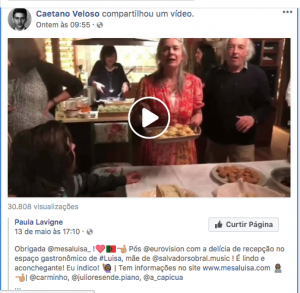 Caetano Veloso compartilhou um vídeo.
Ontem às 09:55 ·
30.808 visualizações
Paula Lavigne
13 de maio às 17:10 ·
Curtir Página
Obrigada @mesaluisa_ !❤️🇵🇹👈🏼 Pós @eurovision com a delícia de recepção no
espaço gastronômico de #Luisa, mãe de @salvadorsobral.music ! É lindo e
aconchegante! Eu indico! | Tem informações no site www.mesaluisa.com
| @carminho, @julioresende.piano, @a_capicua